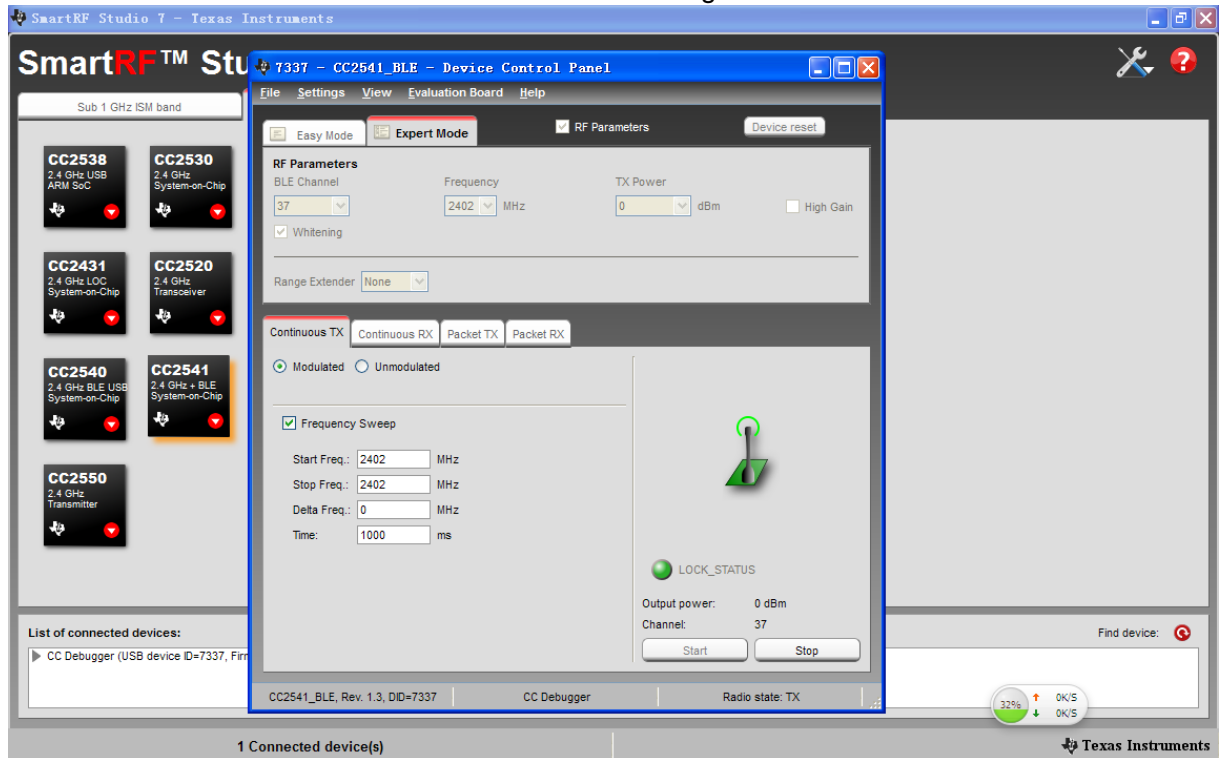 SmartRF Studio 7 - Texas Instruments
SmartRF™ Stu
Sub 1 GHz ISM band
CC2538
2.4 GHz USB
ARM SoC
CC2530
2.4 GHz
System-on-Chip
CC2431
2.4 GHz LOC
System-on-Chip
CC2520
2.4 GHz
Transceiver
CC2540
2.4 GHz BLE USB
System-on-Chip
CC2541
2.4 GHz + BLE
System-on-Chip
CC2550
2.4 GHz
Transmitter
7337 - CC2541_BLE - Device Control Panel
File Settings View Evaluation Board Help
Easy Mode Expert Mode RF Parameters Device reset
RF Parameters
BLE Channel Frequency TX Power
37 2402 MHz 0 dBm High Gain
Whitening
Range Extender None
Continuous TX Continuous RX Packet TX Packet RX
Modulated Unmodulated
Frequency Sweep
Start Freq.: 2402 MHz
Stop Freq.: 2402 MHz
Delta Freq.: 0 MHz
Time: 1000 ms
LOCK_STATUS
Output power: 0 dBm
Channel: 37
Start Stop
CC2541_BLE, Rev. 1.3, DID=7337 CC Debugger Radio state: TX
List of connected devices: Find device:
CC Debugger (USB device ID=7337, Firm
32% 0K/S
0K/S
1 Connected device(s) Texas Instruments